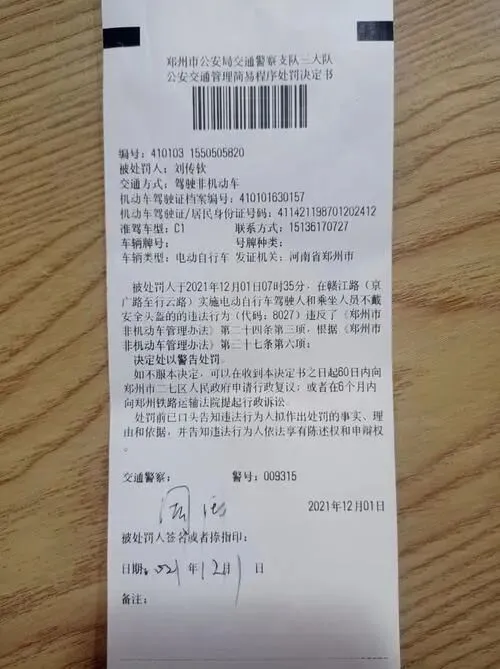 郑州市公安局交通警察支队三大队
公安交通管理简易程序处罚决定书
编号：410103 1550505820
被处罚人：刘传钦
交通方式：驾驶非机动车
机动车驾驶证档案编号：410101630157
机动车驾驶证/居民身份证号码：411421198701202412
准驾车型：C1 联系方式：15136170727
车辆牌号： 号牌种类：
车辆类型：电动自行车 发证机关：河南省郑州市
被处罚人于2021年12月01日07时35分，在赣江路（京
广路至行云路）实施电动自行车驾驶人和乘坐人员不戴
安全头盔的的违法行为（代码：8027）违反了《郑州市
非机动车管理办法》第二十四条第三项，根据《郑州市
非机动车管理办法》第三十七条第六项；
决定处以警告处罚。
如不服本决定，可以在收到本决定书之日起60日内向
郑州市二七区人民政府申请行政复议；或者在6个月内
向郑州铁路运输法院提起行政诉讼。
处罚前已口头告知违法行为人拟作出处罚的事实、理
由和依据，并告知违法行为人依法享有陈述权和申辩权
。
交通警察： 警号：009315
2021年12月01日
被处罚人签名或者捺指印：
日期：2021年12月1日
备注：